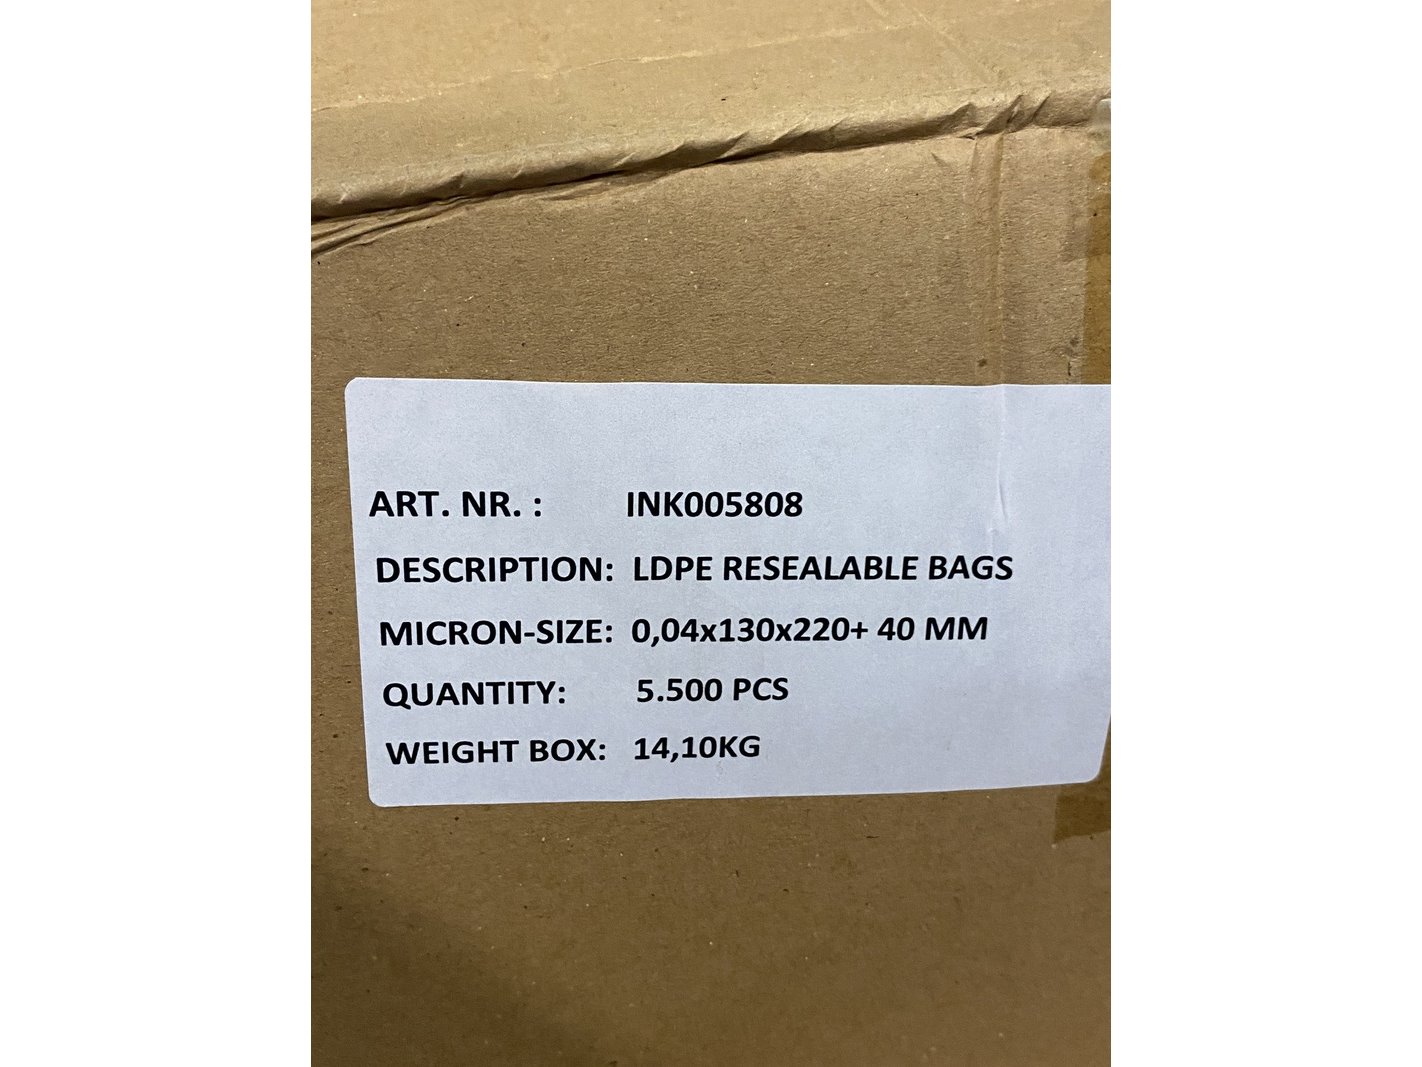 ART. NR. : INK005808
DESCRIPTION: LDPE RESEALABLE BAGS
MICRON-SIZE: 0,04x130x220+ 40 MM
QUANTITY: 5.500 PCS
WEIGHT BOX: 14,10KG